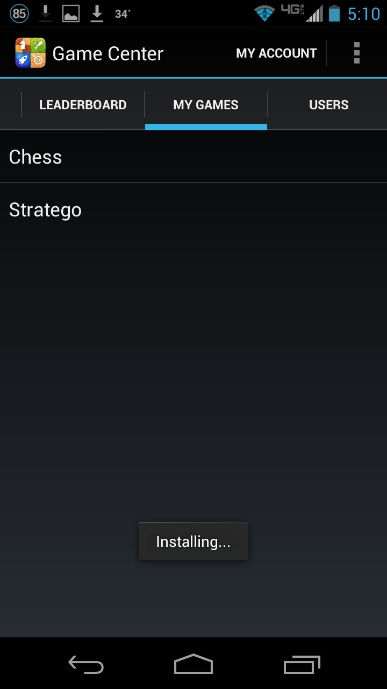 85 34° 4G 5:10
Game Center MY ACCOUNT
LEADERBOARD MY GAMES USERS
Chess
Stratego
Installing...